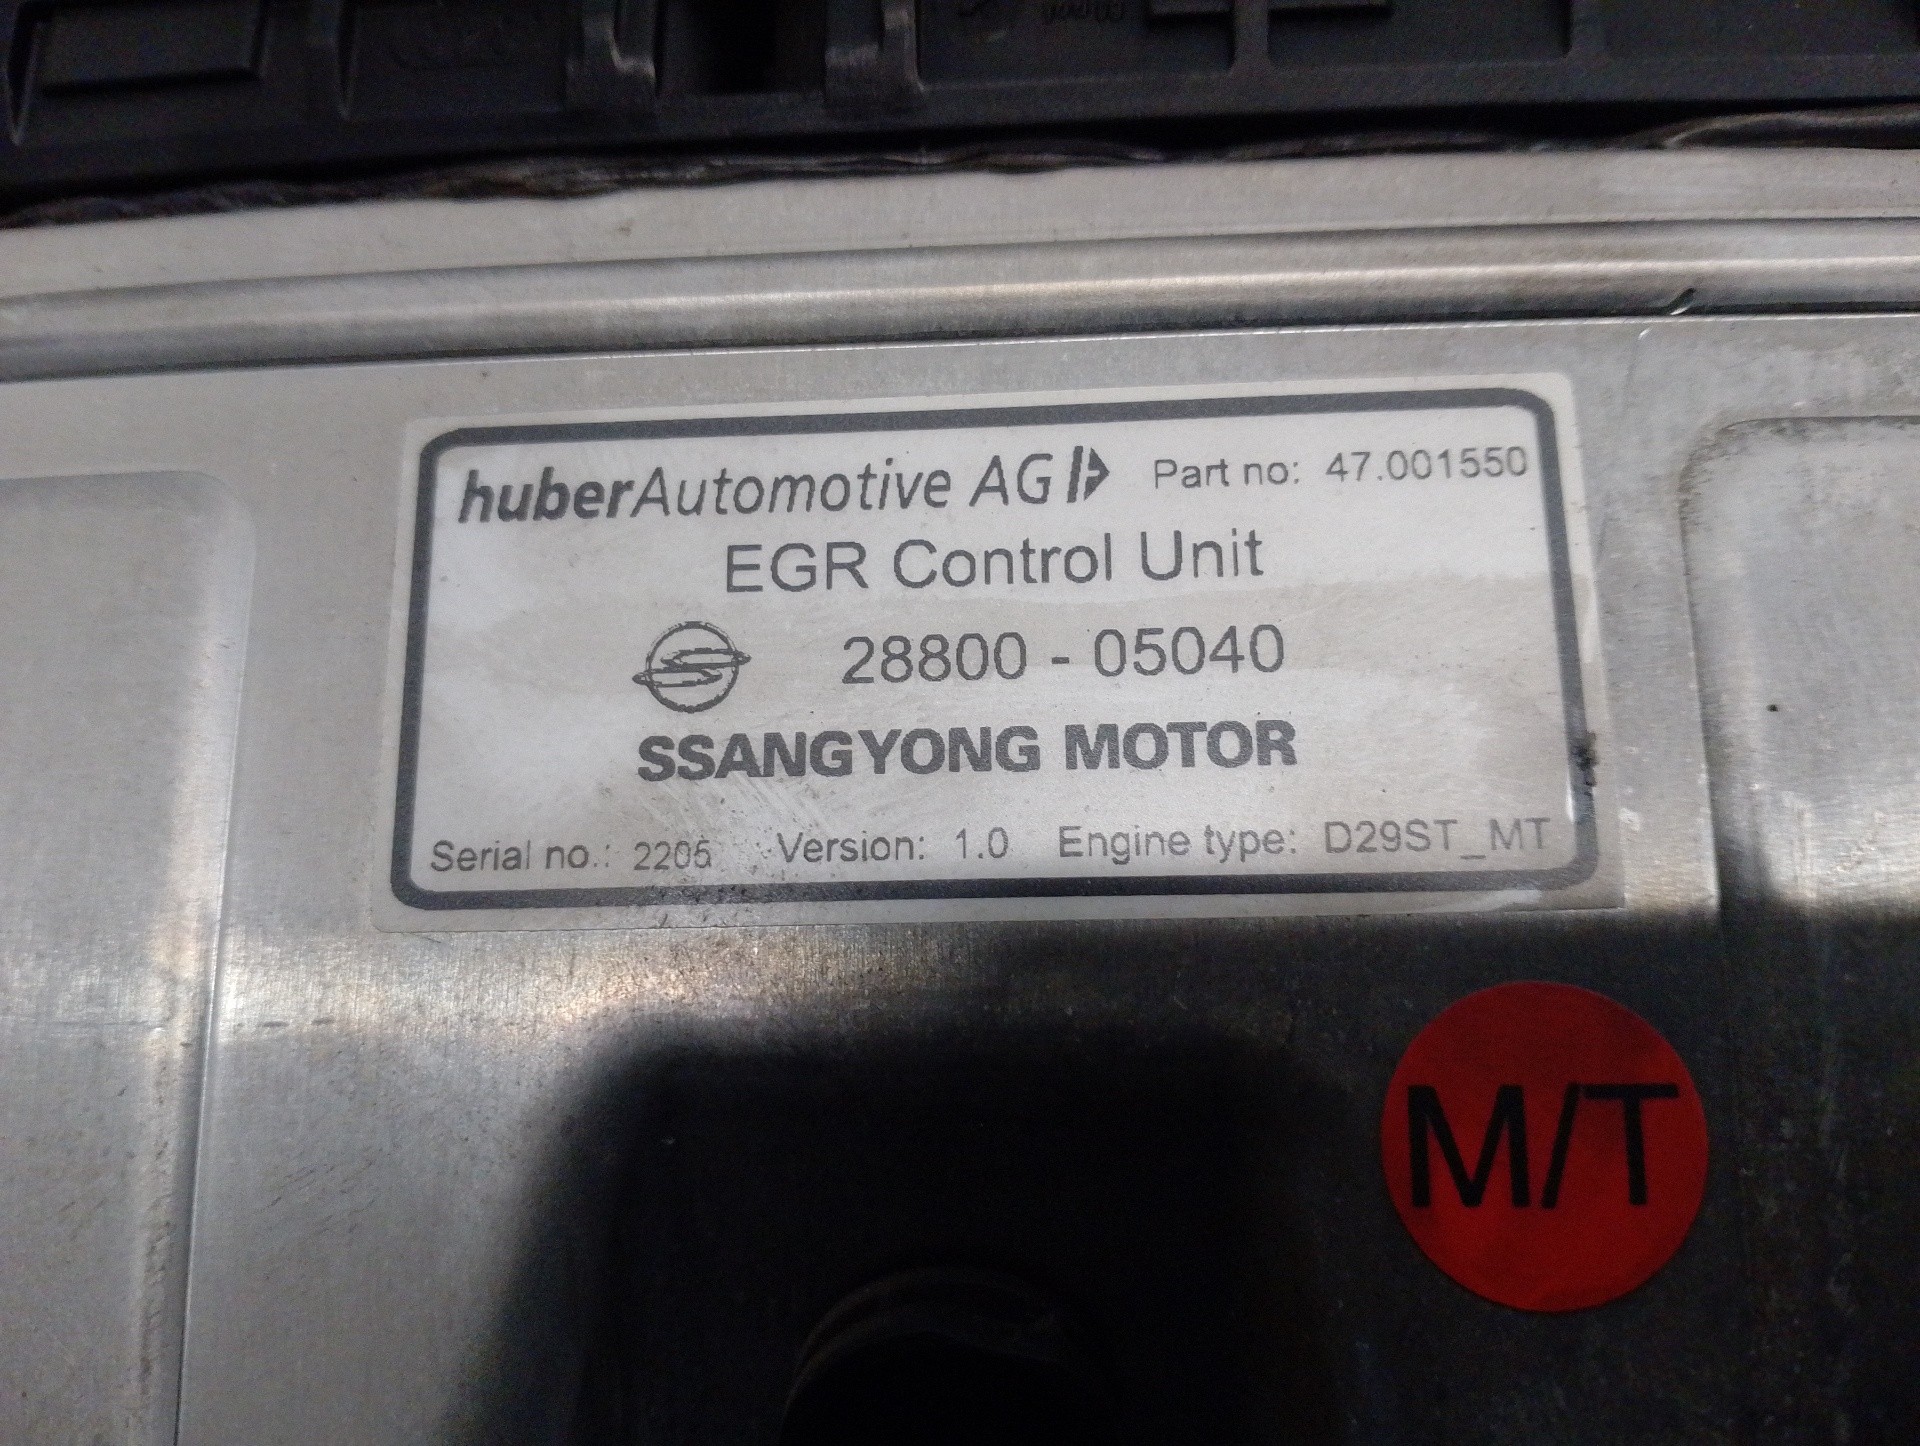 huberAutomotive AG Part no: 47.001550
EGR Control Unit
28800 - 05040
SSANGYONG MOTOR
Serial no.: 2205 Version: 1.0 Engine type: D29ST_MT
M/T